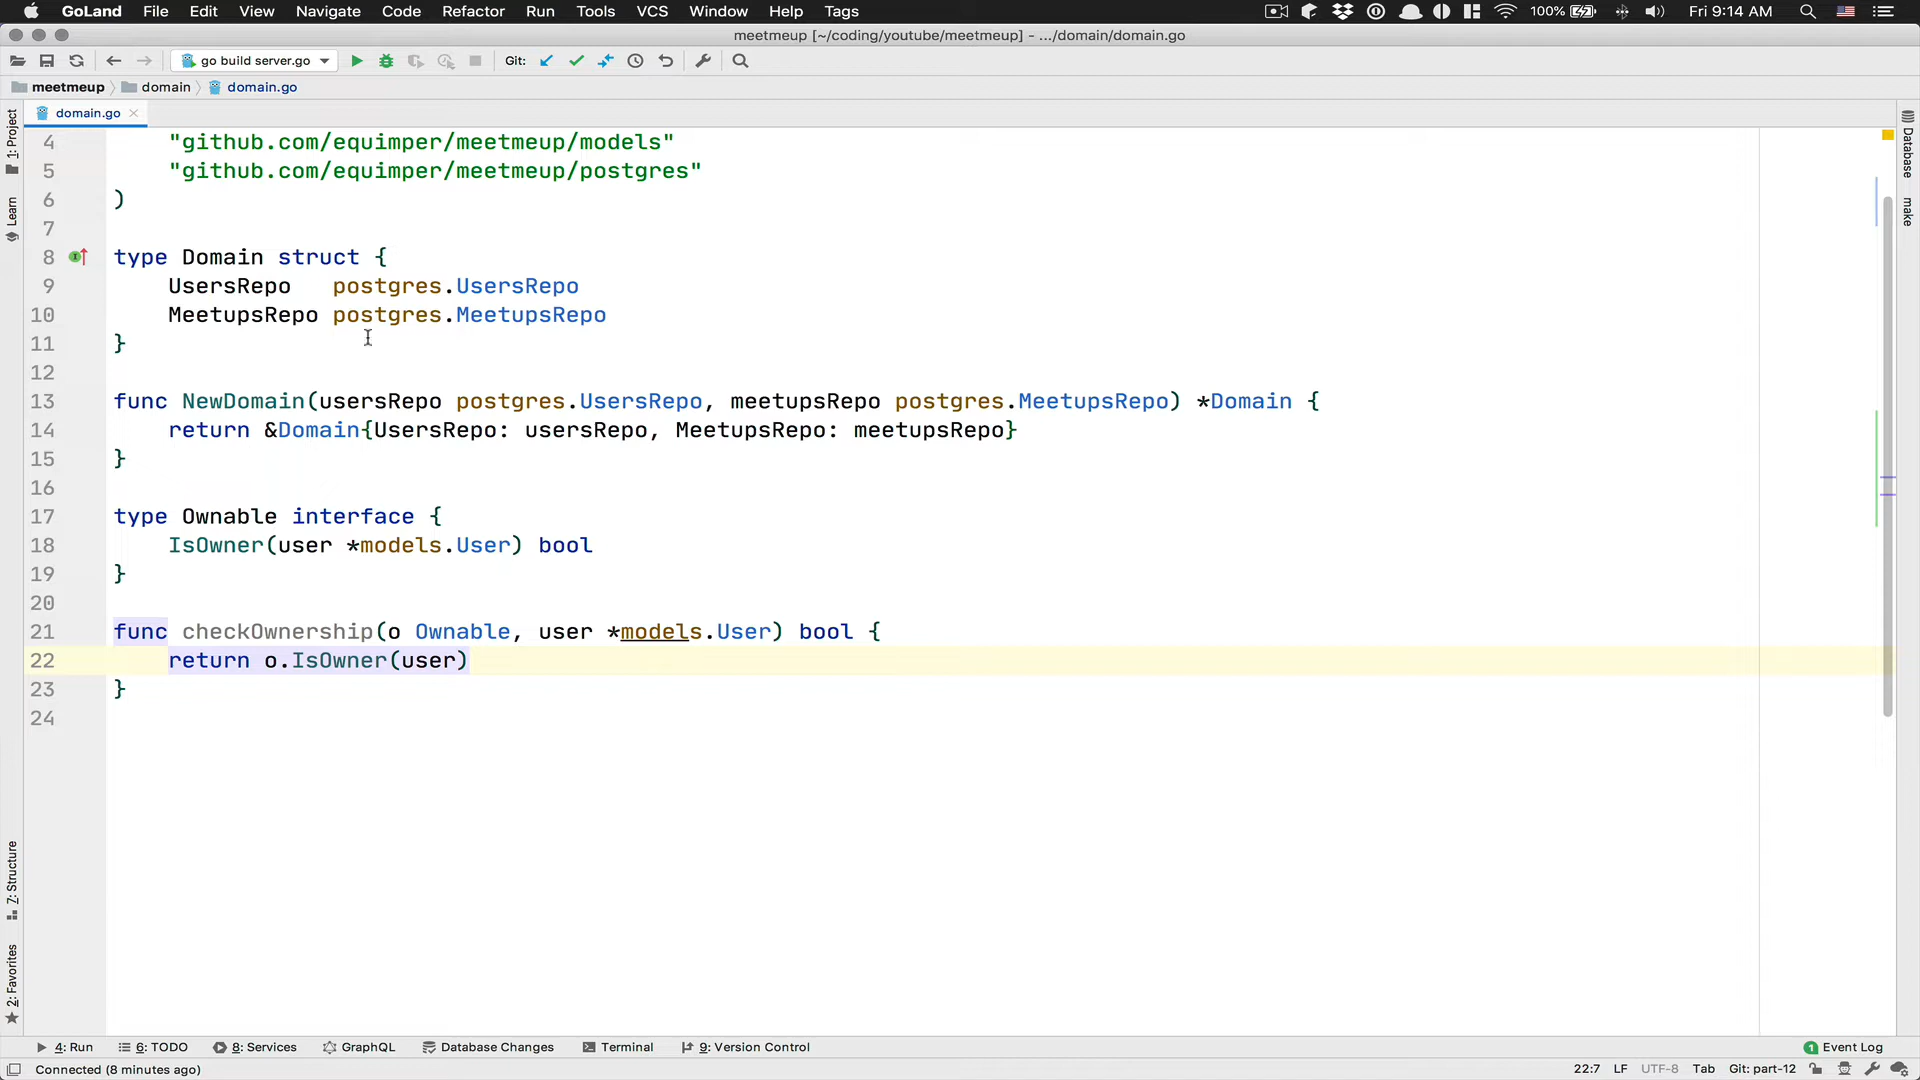 GoLand File Edit View Navigate Code Refactor Run Tools VCS Window Help Tags 100% Fri 9:14 AM
meetmeup [~/coding/youtube/meetmeup] - .../domain/domain.go
go build server.go Git:
meetmeup domain domain.go
domain.go
1: Project
Learn
7: Structure
2: Favorites
Database
make
4 "github.com/equimper/meetmeup/models"
5 "github.com/equimper/meetmeup/postgres"
6 )
7
8 type Domain struct {
9 UsersRepo postgres.UsersRepo
10 MeetupsRepo postgres.MeetupsRepo
11 }
12
13 func NewDomain(usersRepo postgres.UsersRepo, meetupsRepo postgres.MeetupsRepo) *Domain {
14 return &Domain{UsersRepo: usersRepo, MeetupsRepo: meetupsRepo}
15 }
16
17 type Ownable interface {
18 IsOwner(user *models.User) bool
19 }
20
21 func checkOwnership(o Ownable, user *models.User) bool {
22 return o.IsOwner(user)
23 }
24
4: Run 6: TODO 8: Services GraphQL Database Changes Terminal 9: Version Control 1 Event Log
Connected (8 minutes ago) 22:7 LF UTF-8 Tab Git: part-12